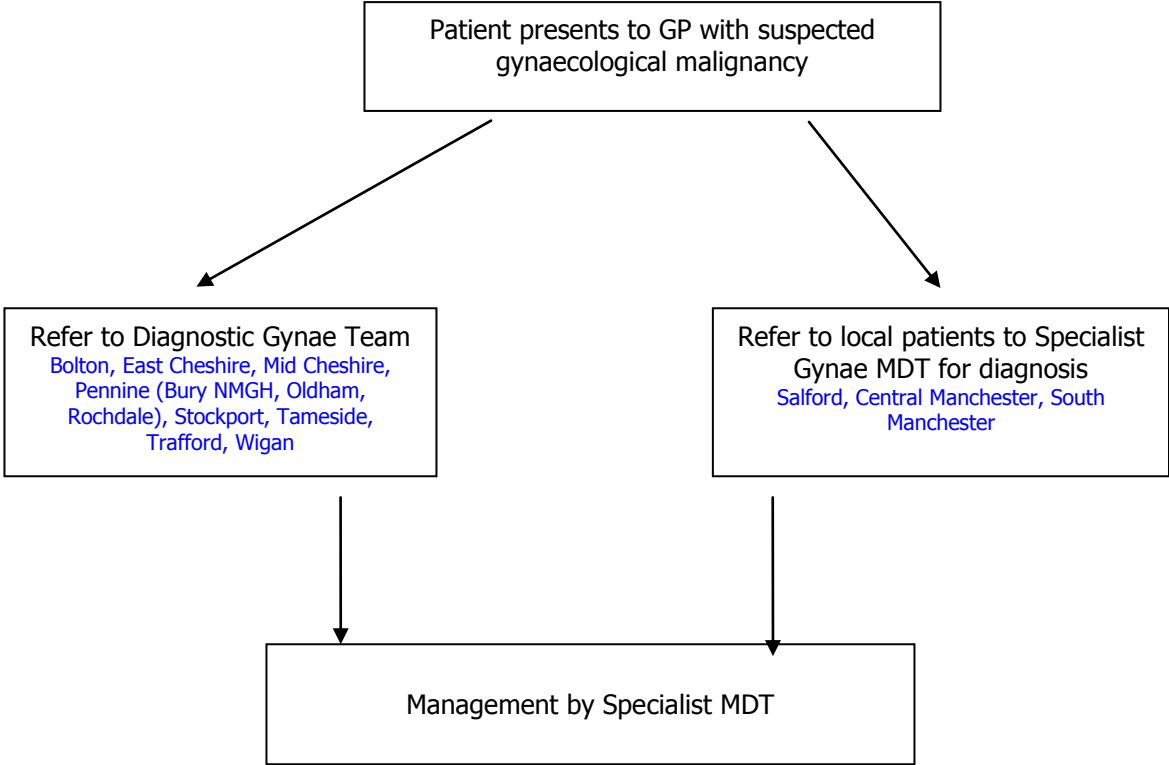 Patient presents to GP with suspected
gynaecological malignancy
Refer to Diagnostic Gynae Team
Bolton, East Cheshire, Mid Cheshire,
Pennine (Bury NMGH, Oldham,
Rochdale), Stockport, Tameside,
Trafford, Wigan
Refer to local patients to Specialist
Gynae MDT for diagnosis
Salford, Central Manchester, South
Manchester
Management by Specialist MDT